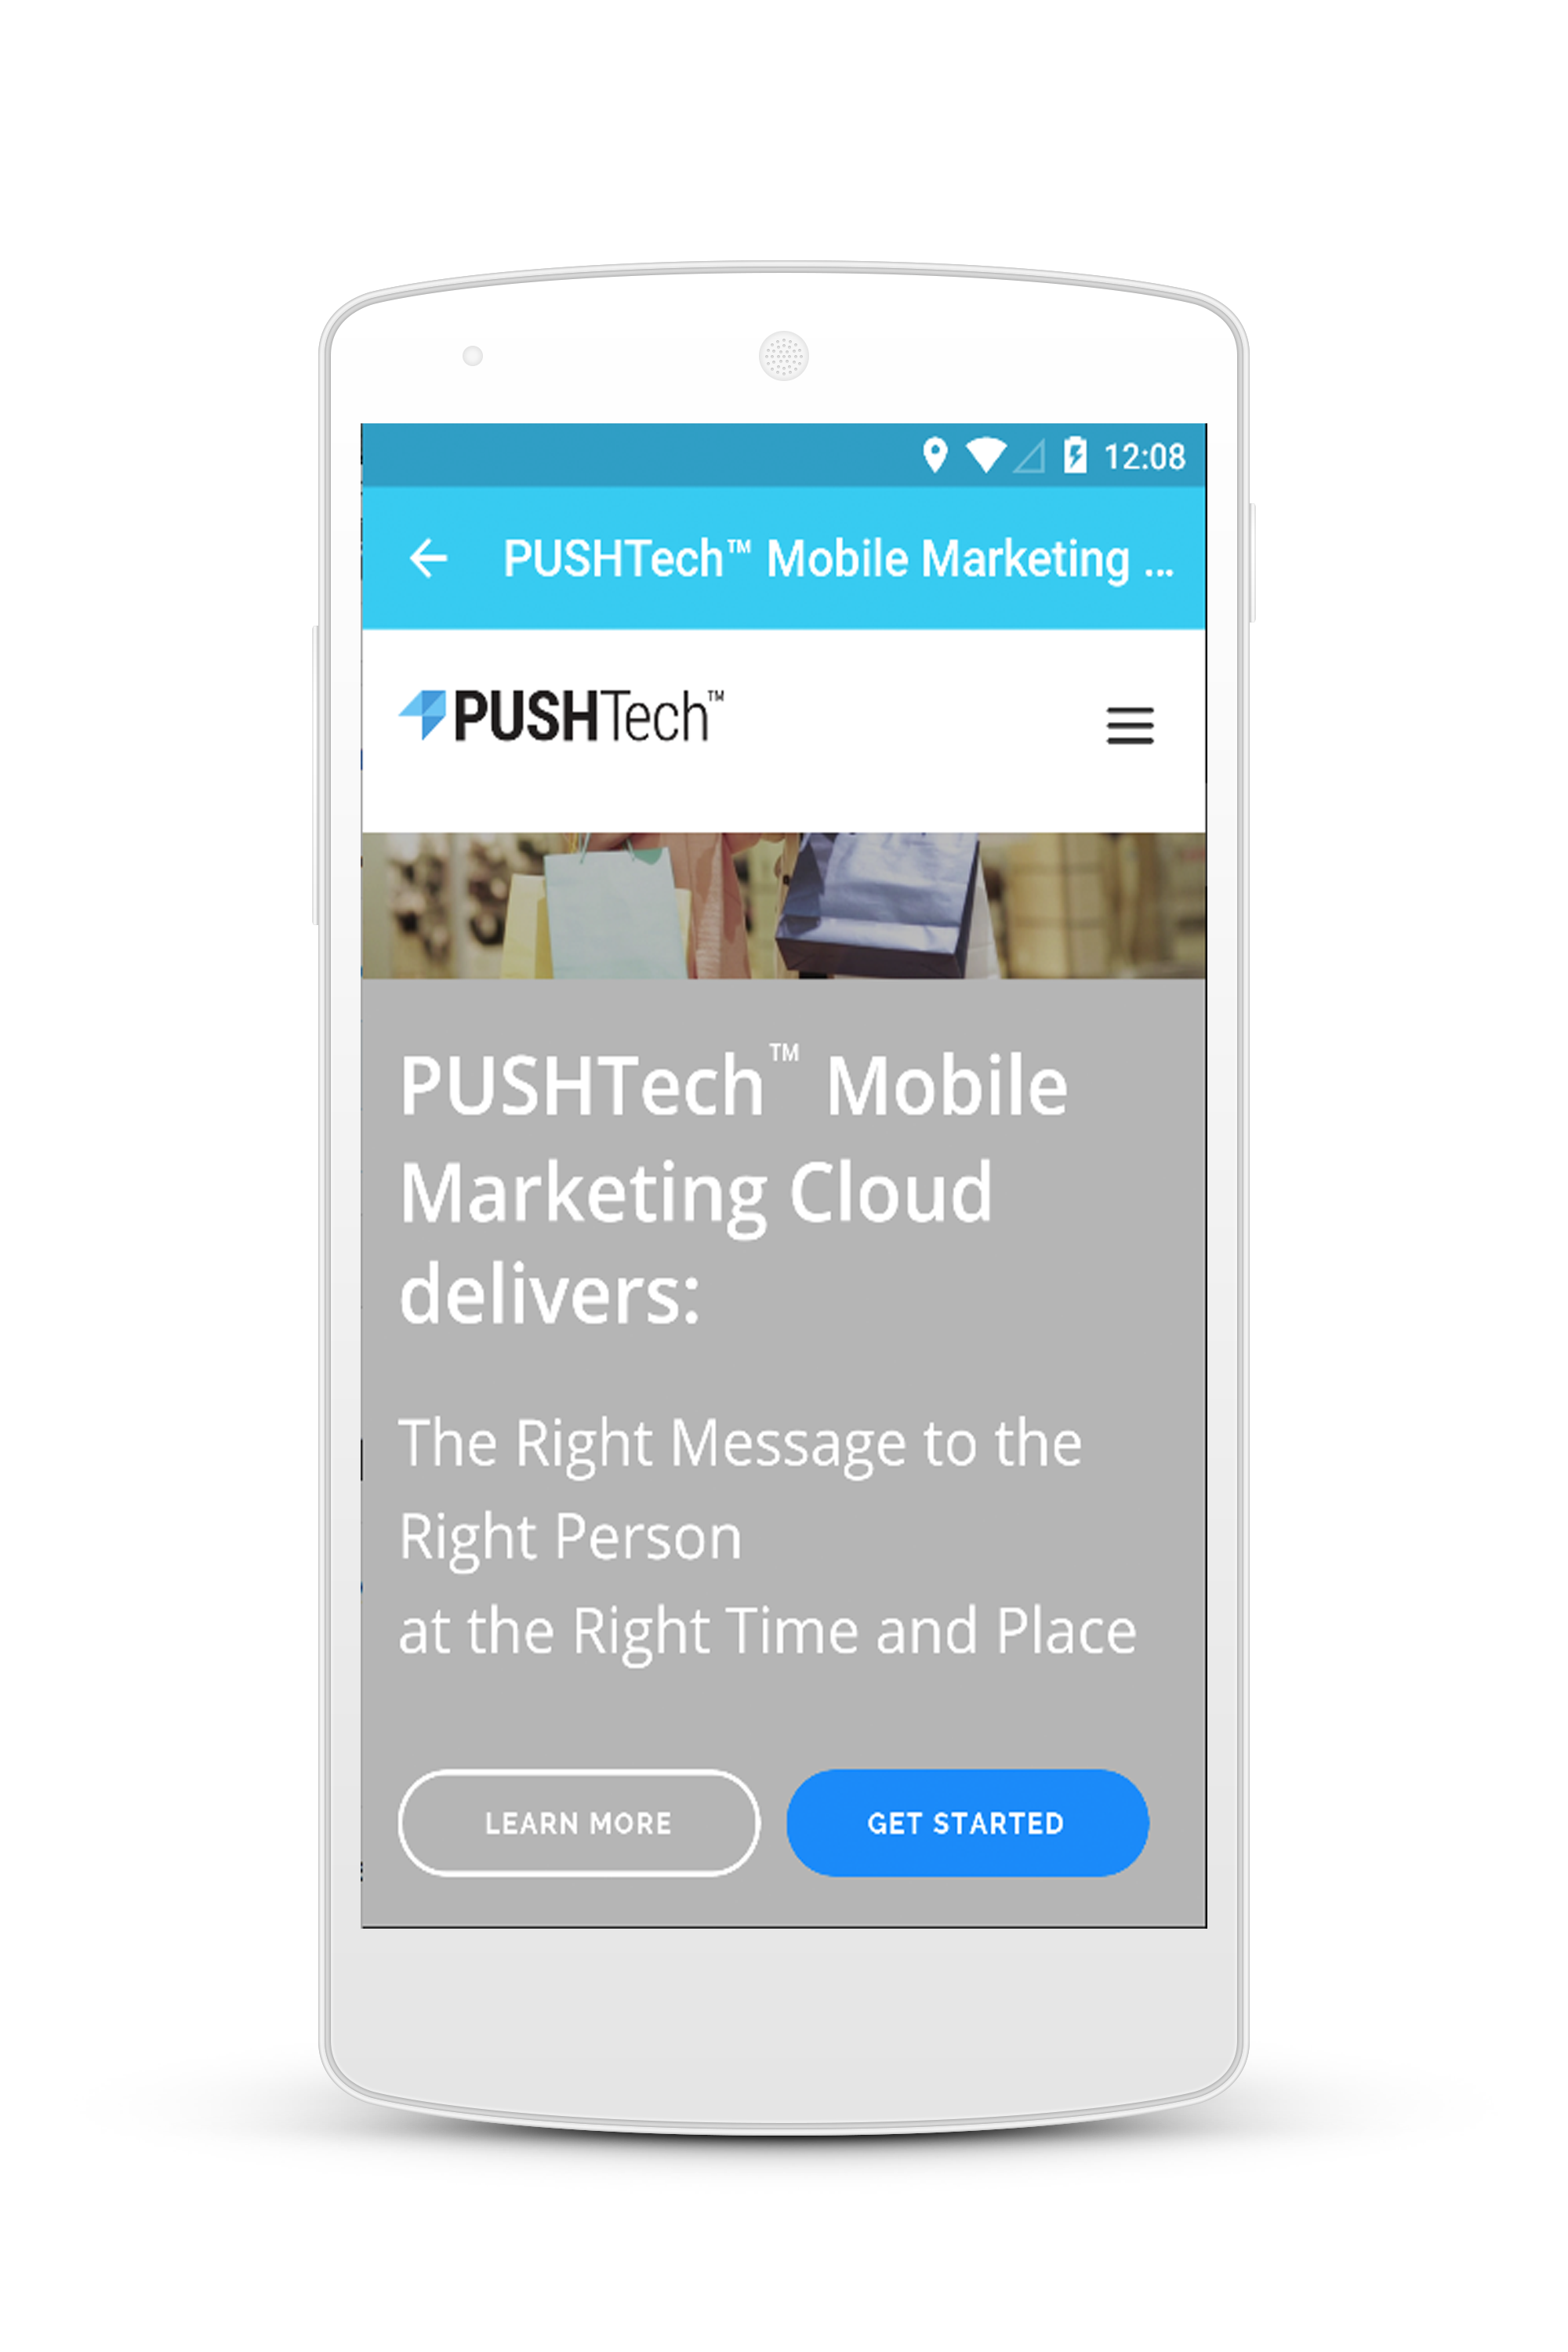 12:08
PUSHTech™ Mobile Marketing ...
PUSHTech™
PUSHTech™ Mobile
Marketing Cloud
delivers:
The Right Message to the
Right Person
at the Right Time and Place
LEARN MORE
GET STARTED